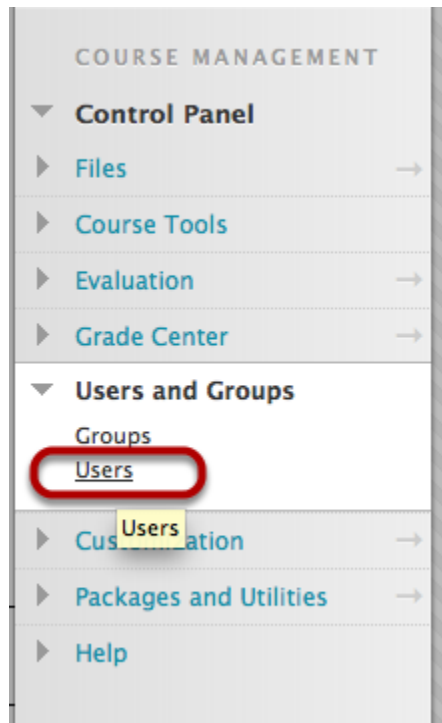 COURSE MANAGEMENT
Control Panel
Files
Course Tools
Evaluation
Grade Center
Users and Groups
Groups
Users
Users
Packages and Utilities
Help